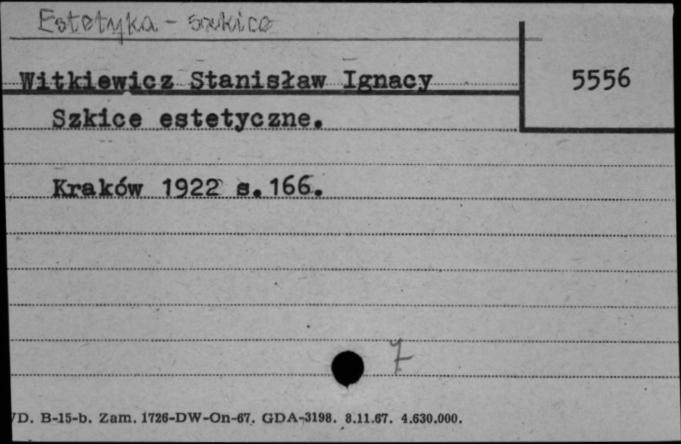 Estetyka - szkice
Witkiewicz Stanisław Ignacy
5556
Szkice estetyczne.
Kraków 1922 s.166.
7
D. B-15-b. Zam. 1726-DW-On-67. GDA-3198. 8.11.67. 4.630.000.